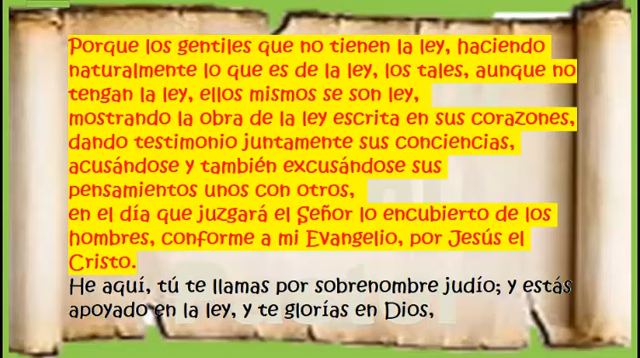 Porque los gentiles que no tienen la ley, haciendo
naturalmente lo que es de la ley, los tales, aunque no
tengan la ley, ellos mismos se son ley,
mostrando la obra de la ley escrita en sus corazones,
dando testimonio juntamente sus conciencias,
acusándose y también excusándose sus
pensamientos unos con otros,
en el día que juzgará el Señor lo encubierto de los
hombres, conforme a mi Evangelio, por Jesús el
Cristo.
He aquí, tú te llamas por sobrenombre judío; y estás
apoyado en la ley, y te glorías en Dios,